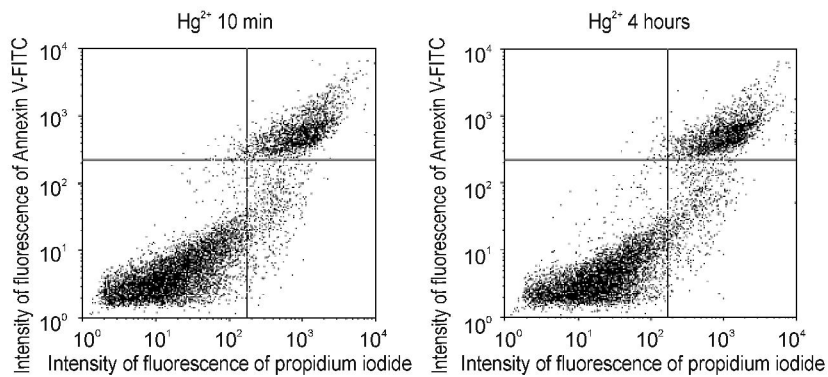 Hg²⁺ 10 min
Intensity of fluorescence of Annexin V-FITC
10⁴
10³
10²
10¹
10⁰
10⁰ 10¹ 10² 10³ 10⁴
Intensity of fluorescence of propidium iodide
Hg²⁺ 4 hours
Intensity of fluorescence of Annexin V-FITC
10⁴
10³
10²
10¹
10⁰
10⁰ 10¹ 10² 10³ 10⁴
Intensity of fluorescence of propidium iodide